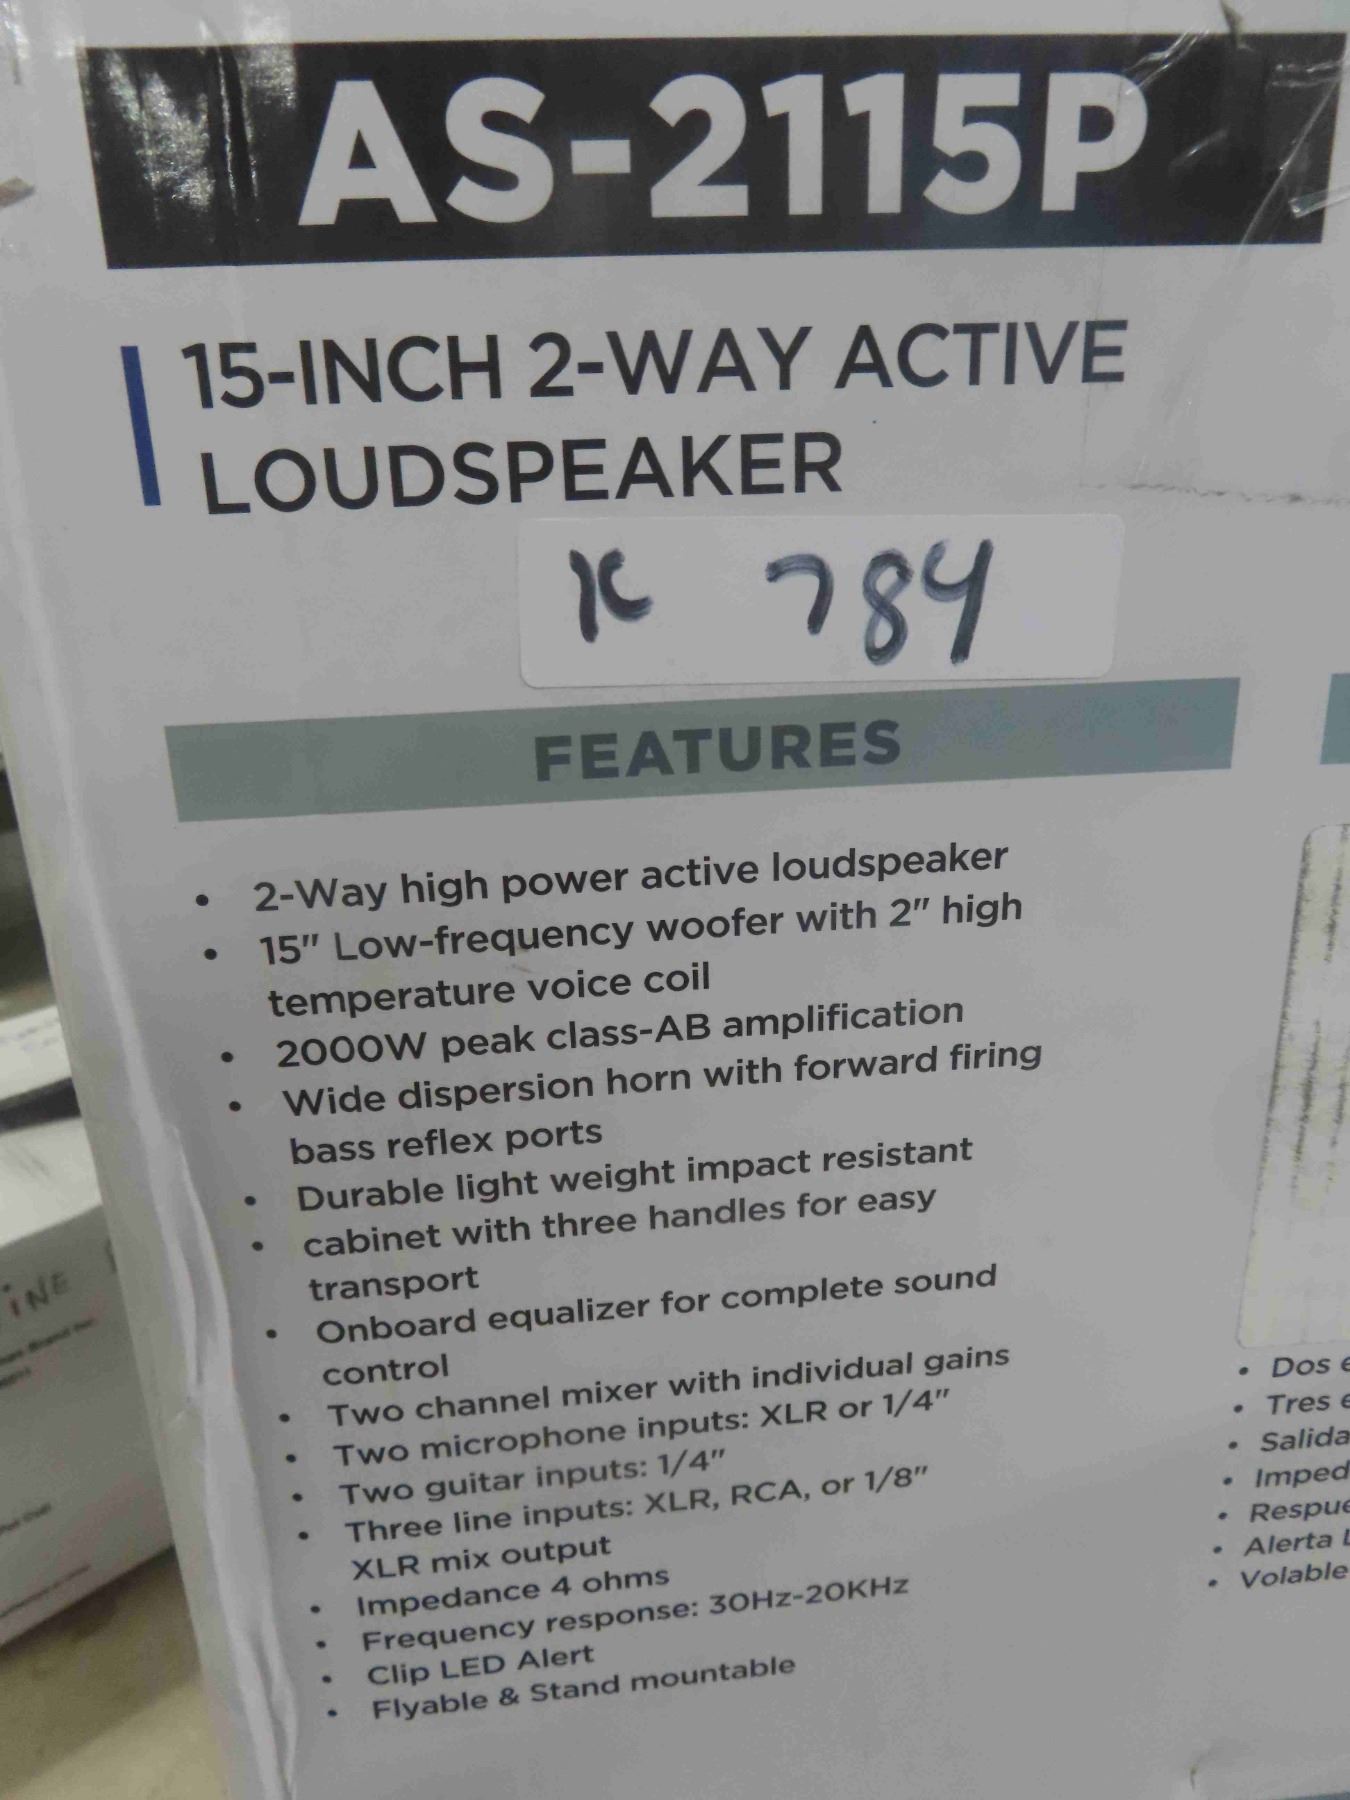 AS-2115P
15-INCH 2-WAY ACTIVE
LOUDSPEAKER
K 784
FEATURES
• 2-Way high power active loudspeaker
• 15" Low-frequency woofer with 2" high
temperature voice coil
• 2000W peak class-AB amplification
• Wide dispersion horn with forward firing
bass reflex ports
• Durable light weight impact resistant
• cabinet with three handles for easy
transport
• Onboard equalizer for complete sound
control
• Two channel mixer with individual gains
• Two microphone inputs: XLR or 1/4"
• Two guitar inputs: 1/4"
• Three line inputs: XLR, RCA, or 1/8"
XLR mix output
• Impedance 4 ohms
• Frequency response: 30Hz-20KHz
• Clip LED Alert
• Flyable & Stand mountable
• Dos
• Tres
• Salida
• Imped
• Respue
• Alerta
• Volable
iNE